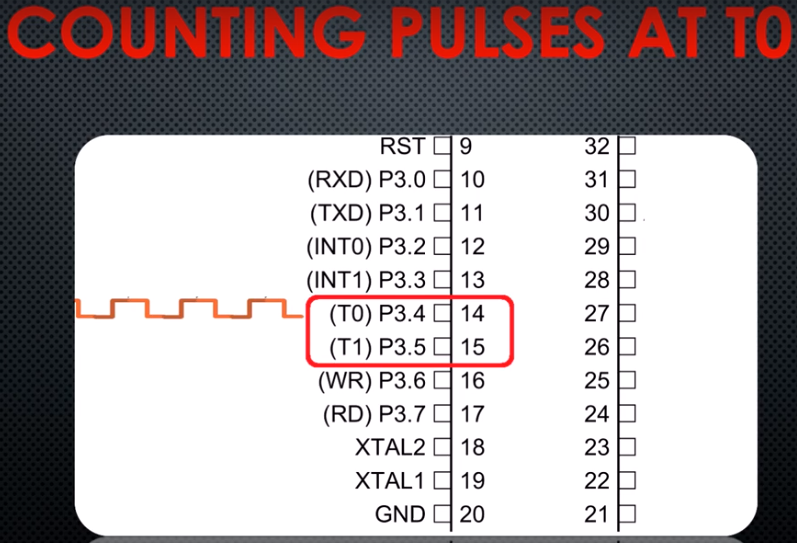 COUNTING PULSES AT T0
RST 9 32
(RXD) P3.0 10 31
(TXD) P3.1 11 30
(INT0) P3.2 12 29
(INT1) P3.3 13 28
(T0) P3.4 14 27
(T1) P3.5 15 26
(WR) P3.6 16 25
(RD) P3.7 17 24
XTAL2 18 23
XTAL1 19 22
GND 20 21